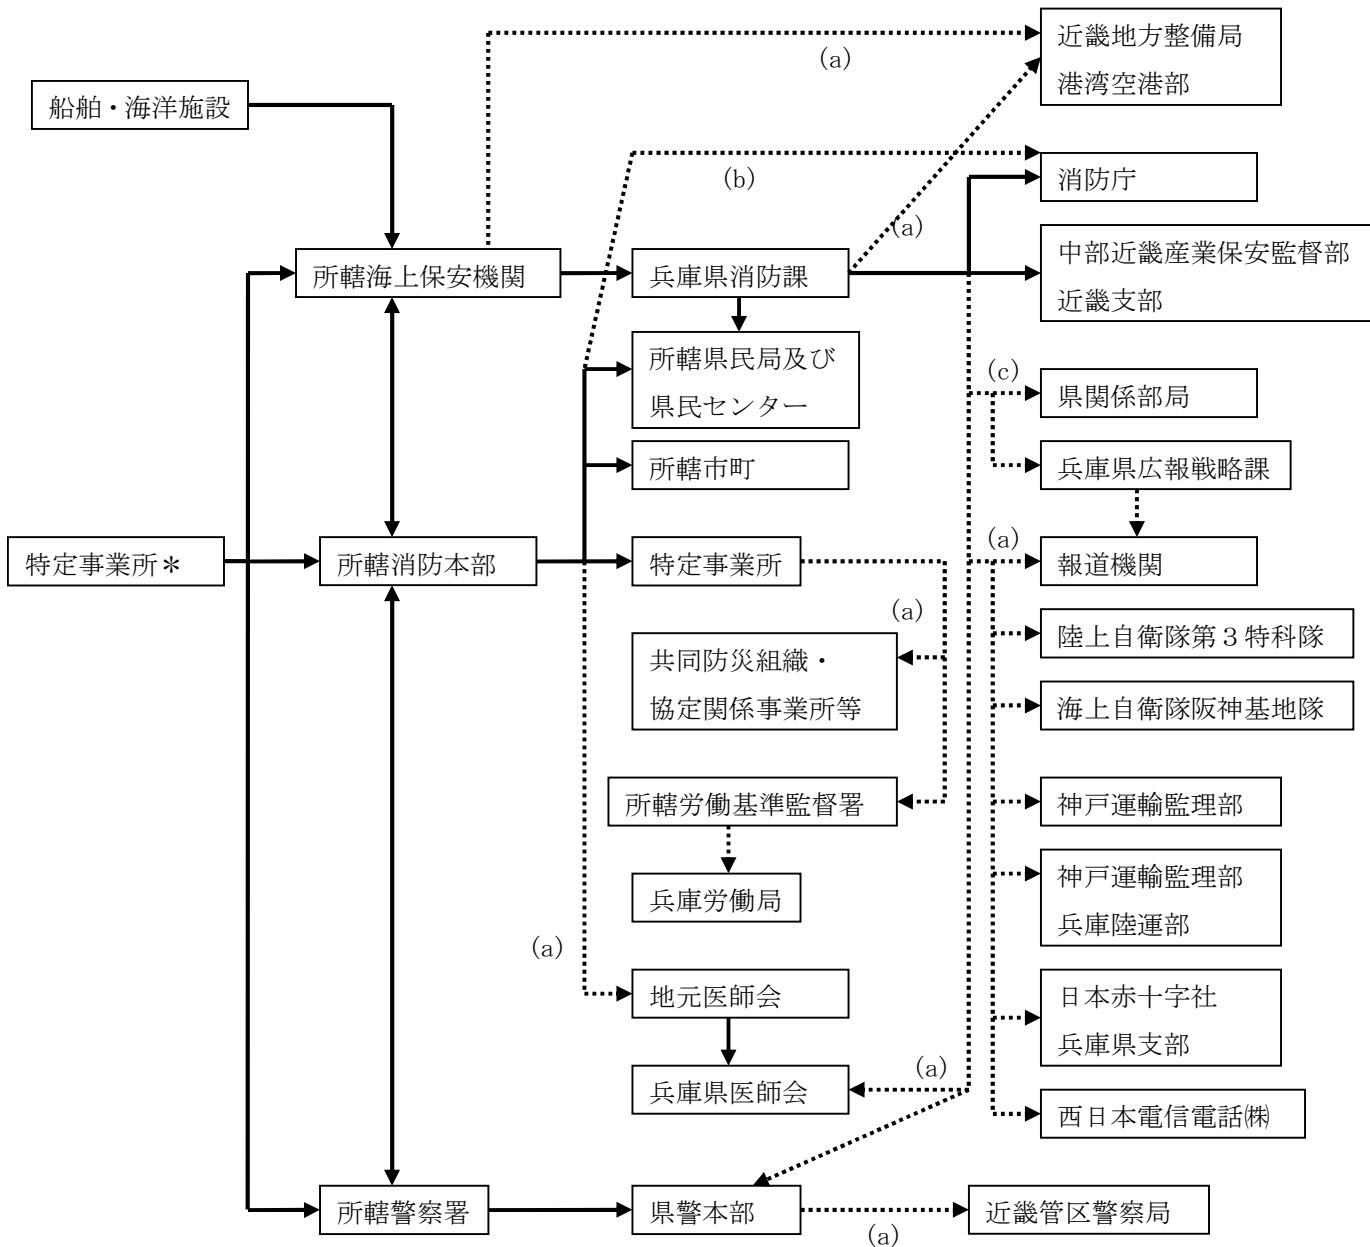 近畿地方整備局
港湾空港部
(a)
船舶・海洋施設
(b)
消防庁
(a)
中部近畿産業保安監督部
近畿支部
所轄海上保安機関
兵庫県消防課
所轄県民局及び
県民センター
(c)
県関係部局
所轄市町
兵庫県広報戦略課
特定事業所＊
所轄消防本部
特定事業所
(a)
報道機関
(a)
共同防災組織・
協定関係事業所等
陸上自衛隊第３特科隊
海上自衛隊阪神基地隊
所轄労働基準監督署
神戸運輸監理部
兵庫労働局
神戸運輸監理部
兵庫陸運部
(a)
地元医師会
日本赤十字社
兵庫県支部
(a)
兵庫県医師会
西日本電信電話㈱
所轄警察署
県警本部
(a)
近畿管区警察局